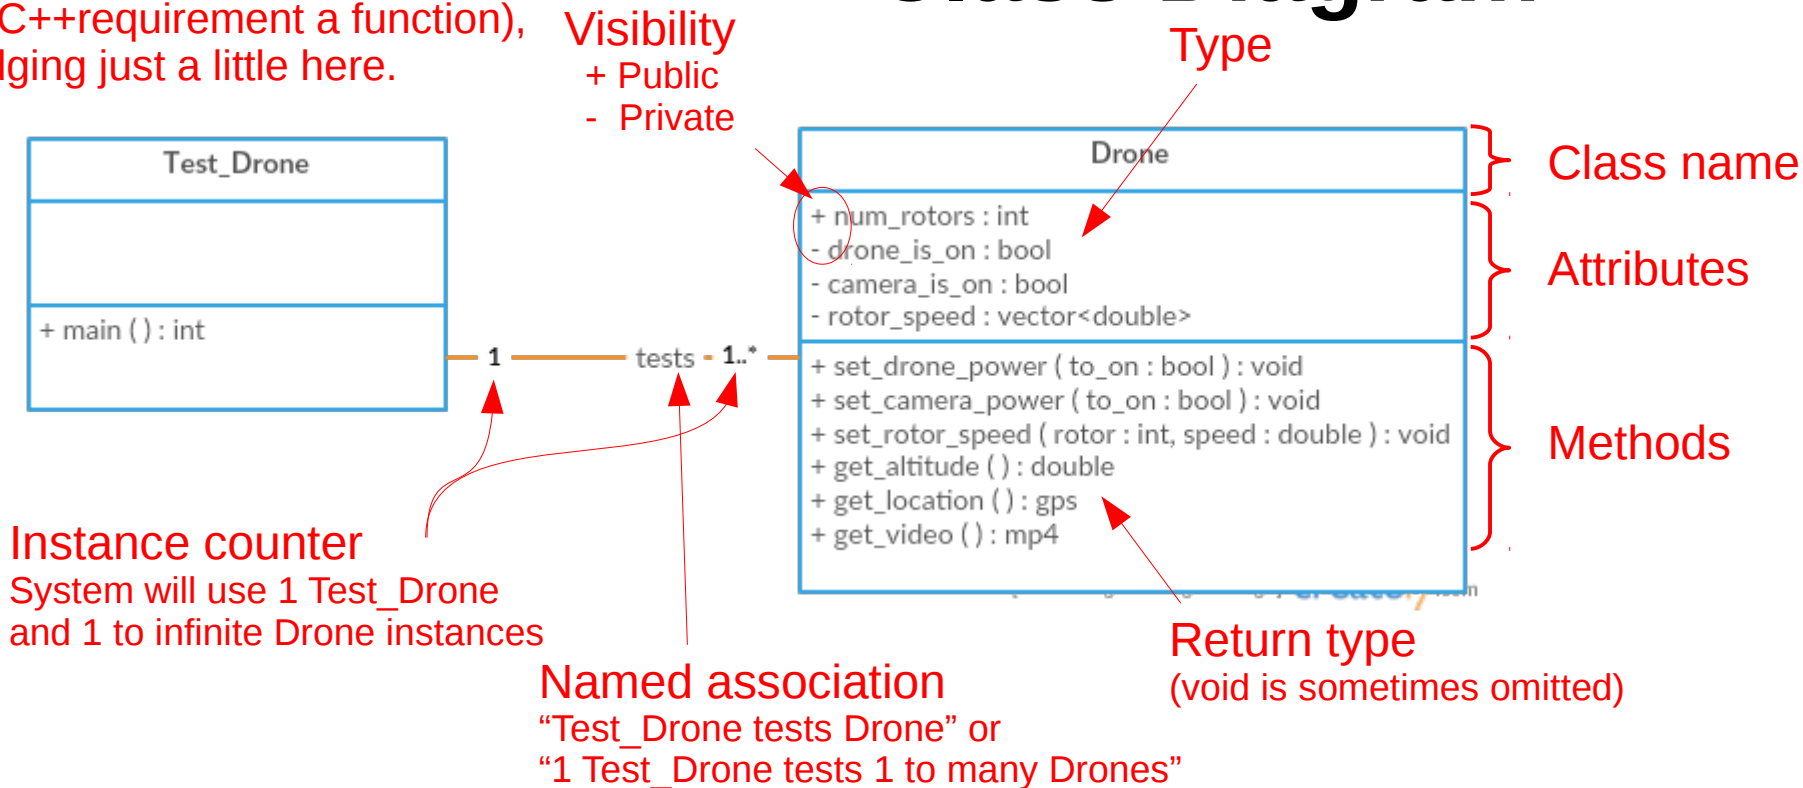 Class Diagram
C++requirement a function),
dging just a little here.
Visibility
+ Public
- Private
Type
Test_Drone
+ main ( ) : int
1
tests
1..*
Drone
+ num_rotors : int
- drone_is_on : bool
- camera_is_on : bool
- rotor_speed : vector<double>
+ set_drone_power ( to_on : bool ) : void
+ set_camera_power ( to_on : bool ) : void
+ set_rotor_speed ( rotor : int, speed : double ) : void
+ get_altitude ( ) : double
+ get_location ( ) : gps
+ get_video ( ) : mp4
Class name
Attributes
Methods
Instance counter
System will use 1 Test_Drone
and 1 to infinite Drone instances
Named association
“Test_Drone tests Drone” or
“1 Test_Drone tests 1 to many Drones”
Return type
(void is sometimes omitted)